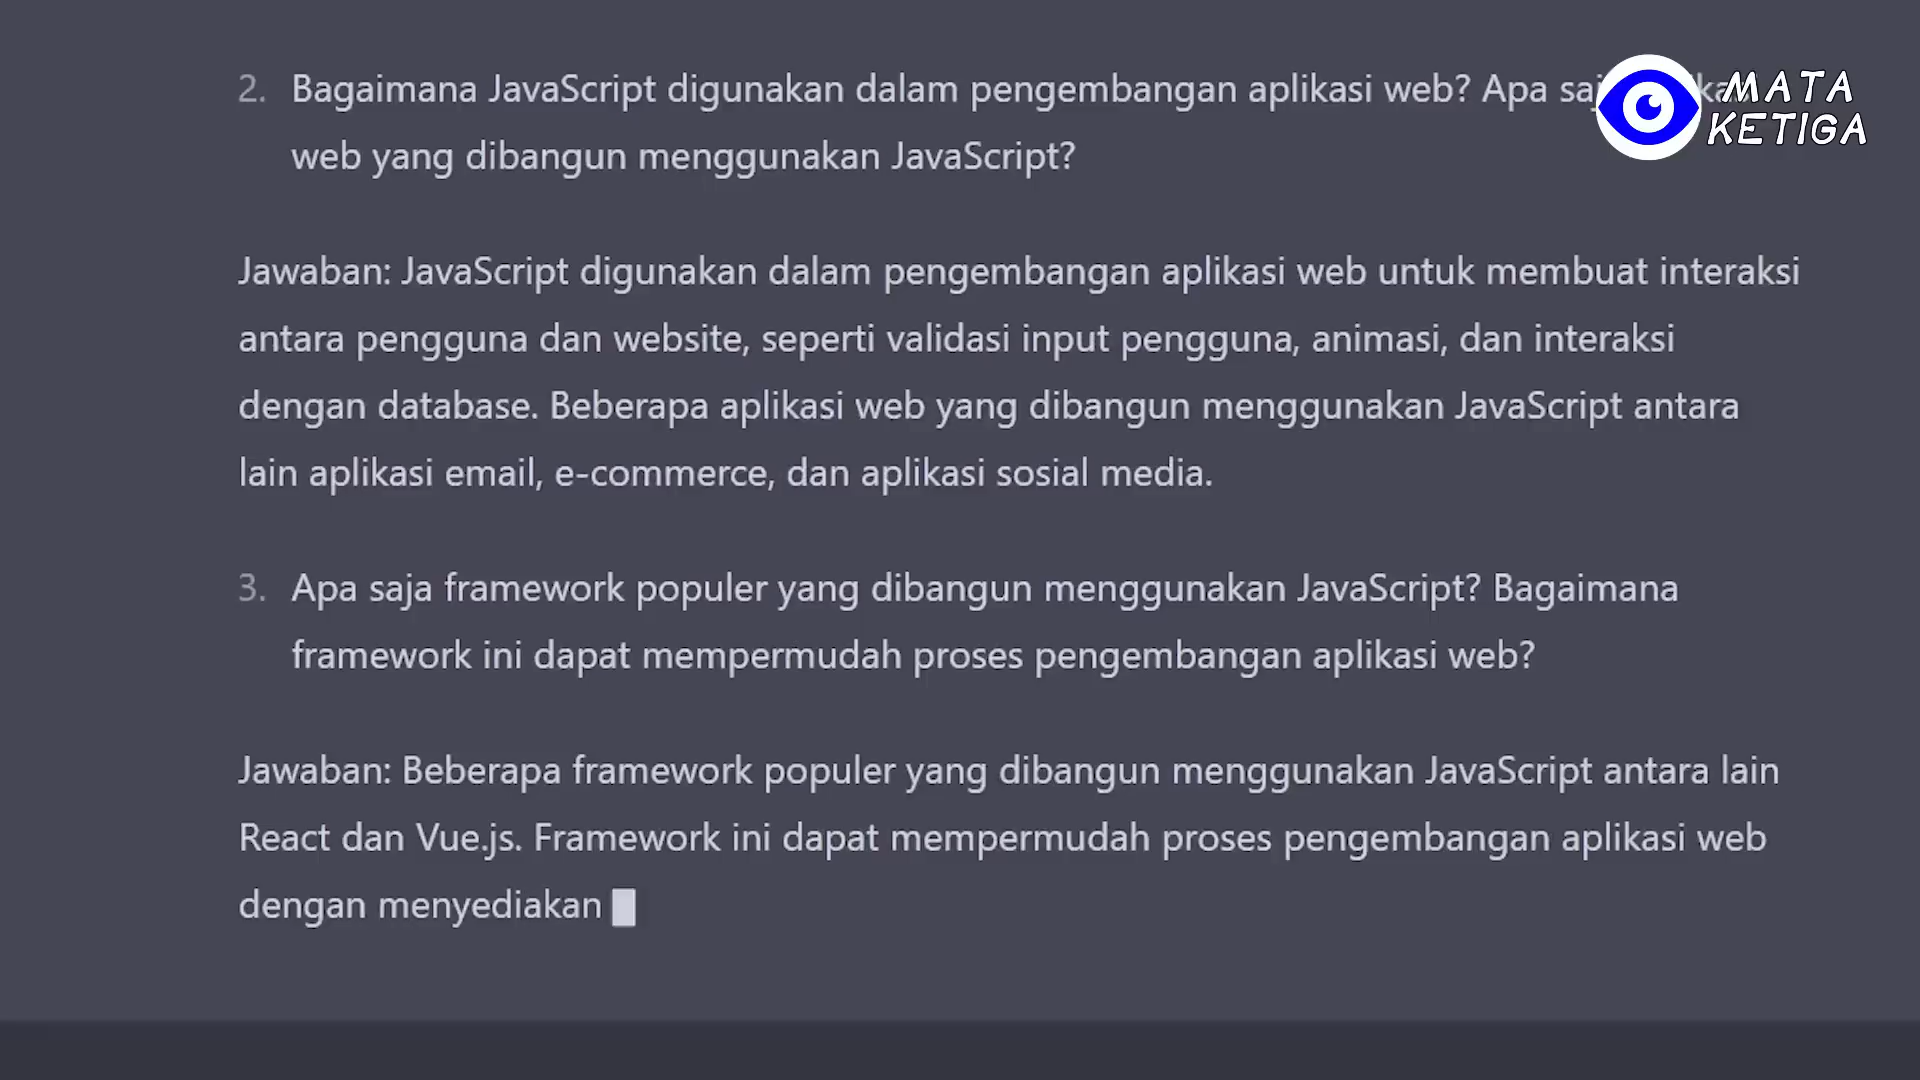 2. Bagaimana JavaScript digunakan dalam pengembangan aplikasi web? Apa
web yang dibangun menggunakan JavaScript?
MATA
KETIGA
Jawaban: JavaScript digunakan dalam pengembangan aplikasi web untuk membuat interaksi
antara pengguna dan website, seperti validasi input pengguna, animasi, dan interaksi
dengan database. Beberapa aplikasi web yang dibangun menggunakan JavaScript antara
lain aplikasi email, e-commerce, dan aplikasi sosial media.
3. Apa saja framework populer yang dibangun menggunakan JavaScript? Bagaimana
framework ini dapat mempermudah proses pengembangan aplikasi web?
Jawaban: Beberapa framework populer yang dibangun menggunakan JavaScript antara lain
React dan Vue.js. Framework ini dapat mempermudah proses pengembangan aplikasi web
dengan menyediakan